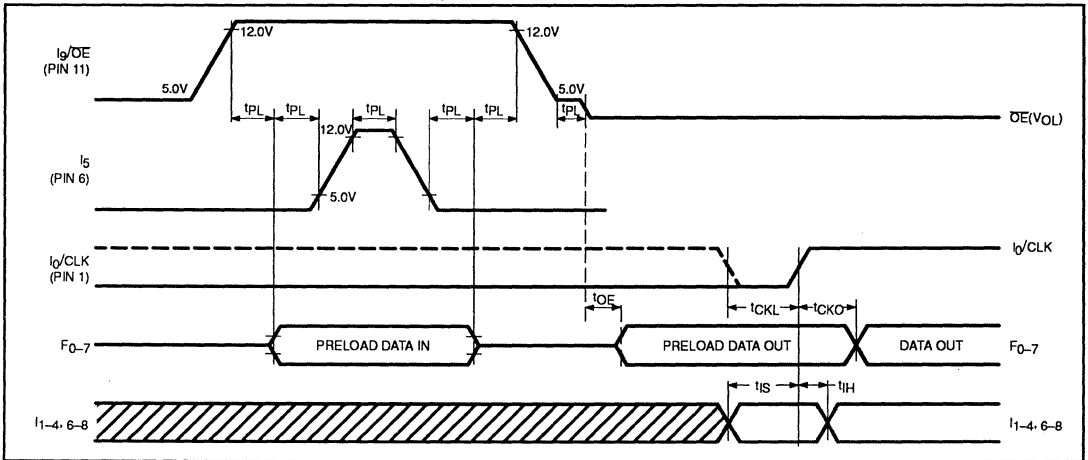 I9/OE
(PIN 11)
5.0V
12.0V
12.0V
5.0V
tPL
tPL
tPL
tPL
tPL
tPL
OE(VOL)
I5
(PIN 6)
12.0V
5.0V
I0/CLK
(PIN 1)
I0/CLK
tOE
tCKL
tCKO
F0–7
PRELOAD DATA IN
PRELOAD DATA OUT
DATA OUT
F0–7
tIS
tIH
I1–4, 6–8
I1–4, 6–8